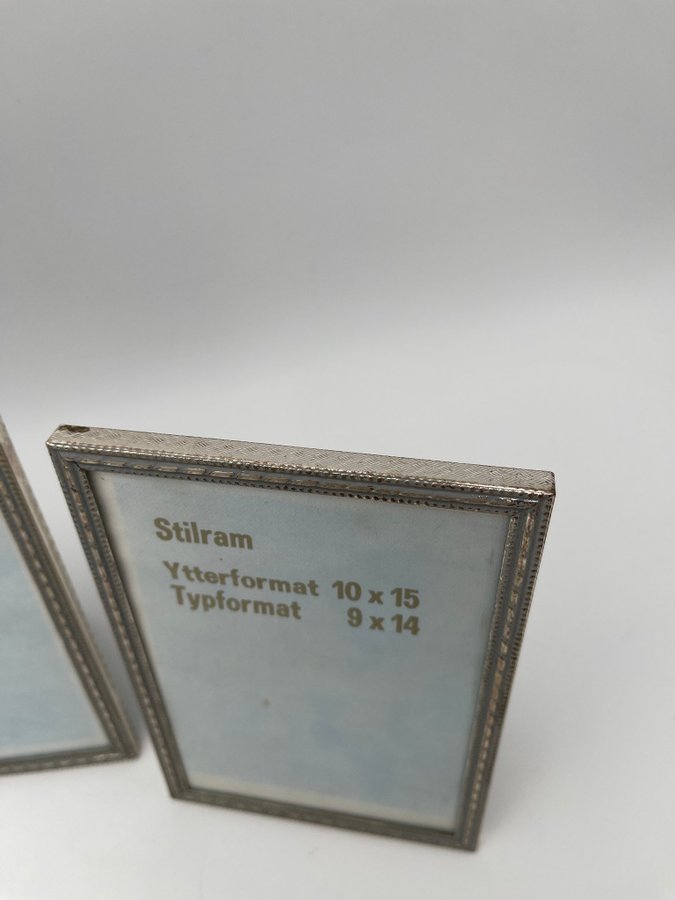 Stilram
Ytterformat 10 x 15
Typformat 9 x 14